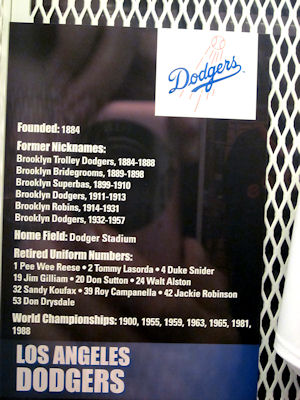 Dodgers
Founded: 1884
Former Nicknames:
Brooklyn Trolley Dodgers, 1884-1888
Brooklyn Bridegrooms, 1889-1898
Brooklyn Superbas, 1899-1910
Brooklyn Dodgers, 1911-1913
Brooklyn Robins, 1914-1931
Brooklyn Dodgers, 1932-1957
Home Field: Dodger Stadium
Retired Uniform Numbers:
1 Pee Wee Reese • 2 Tommy Lasorda • 4 Duke Snider
19 Jim Gilliam • 20 Don Sutton • 24 Walt Alston
32 Sandy Koufax • 39 Roy Campanella • 42 Jackie Robinson
53 Don Drysdale
World Championships: 1900, 1955, 1959, 1963, 1965, 1981,
1988
LOS ANGELES
DODGERS